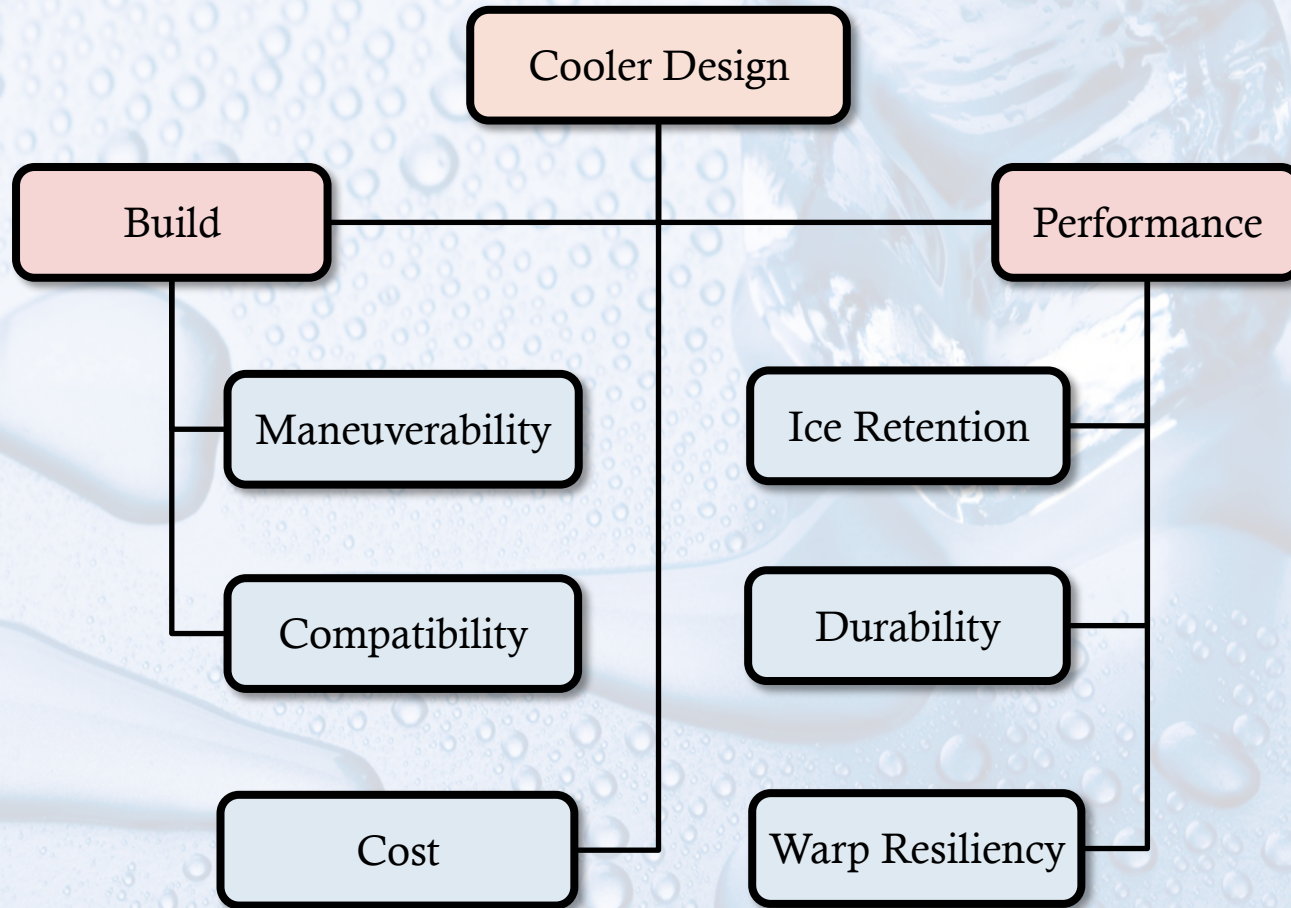 Cooler Design
Build
Performance
Maneuverability
Ice Retention
Compatibility
Durability
Cost
Warp Resiliency